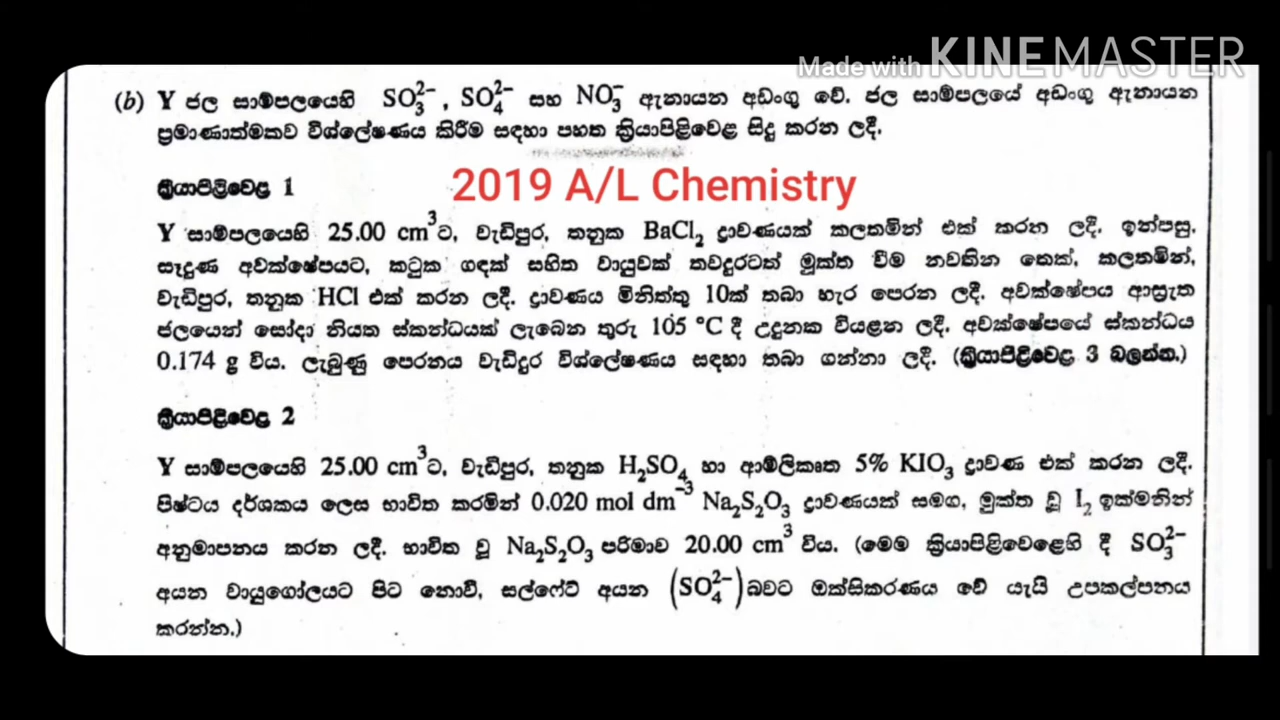 Made with KINEMASTER
(b) Y ජල සාම්පලයෙහි SO₃²⁻, SO₄²⁻ සහ NO₃⁻ ඇනායන අඩංගු වේ. ජල සාම්පලයේ අඩංගු ඇනායන
ප්‍රමාණාත්මකව විශ්ලේෂණය කිරීම සඳහා පහත ක්‍රියාපිළිවෙළ සිදු කරන ලදී.
ක්‍රියාපිළිවෙළ 1
2019 A/L Chemistry
Y සාම්පලයෙහි 25.00 cm³ට, වැඩිපුර, තනුක BaCl₂ ද්‍රාවණයක් කලතමින් එක් කරන ලදී. ඉන්පසු,
සෑදුණ අවක්ෂේපයට, කටුක ගඳක් සහිත වායුවක් තවදුරටත් මුක්ත වීම නවතින තෙක්, කලතමින්,
වැඩිපුර, තනුක HCl එක් කරන ලදී. ද්‍රාවණය මිනිත්තු 10ක් තබා හැර පෙරන ලදී. අවක්ෂේපය ආස්‍රැත
ජලයෙන් සෝදා නියත ස්කන්ධයක් ලැබෙන තුරු 105 °C දී උදුනක වියළන ලදී. අවක්ෂේපයේ ස්කන්ධය
0.174 g විය. ලැබුණු පෙරනය වැඩිදුර විශ්ලේෂණය සඳහා තබා ගන්නා ලදී. (ක්‍රියාපිළිවෙළ 3 බලන්න.)
ක්‍රියාපිළිවෙළ 2
Y සාම්පලයෙහි 25.00 cm³ට, වැඩිපුර, තනුක H₂SO₄ හා ආම්ලිකෘත 5% KIO₃ ද්‍රාවණ එක් කරන ලදී.
පිෂ්ටය දර්ශකය ලෙස භාවිත කරමින් 0.020 mol dm⁻³ Na₂S₂O₃ ද්‍රාවණයක් සමග, මුක්ත වූ I₂ ඉක්මනින්
අනුමාපනය කරන ලදී. භාවිත වූ Na₂S₂O₃ පරිමාව 20.00 cm³ විය. (මෙම ක්‍රියාපිළිවෙළෙහි දී SO₃²⁻
අයන වායුගෝලයට පිට නොවී, සල්ෆේට් අයන (SO₄²⁻) බවට ඔක්සිකරණය වේ යැයි උපකල්පනය
කරන්න.)